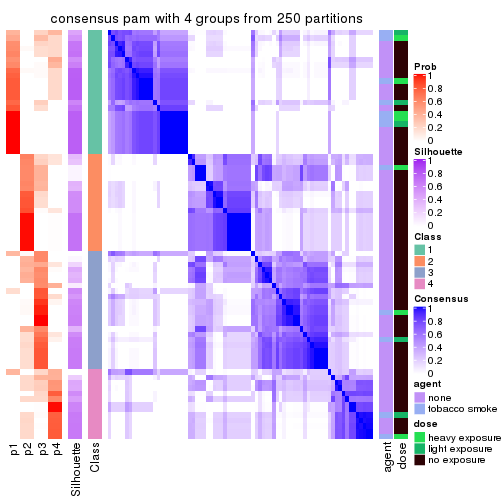 consensus pam with 4 groups from 250 partitions
Prob
1
0.8
0.6
0.4
0.2
0
Silhouette
1
0.8
0.6
0.4
0.2
0
Class
1
2
3
4
Consensus
1
0.8
0.6
0.4
0.2
0
agent
none
tobacco smoke
dose
heavy exposure
light exposure
no exposure
p1
p2
p3
p4
Silhouette
Class
agent
dose